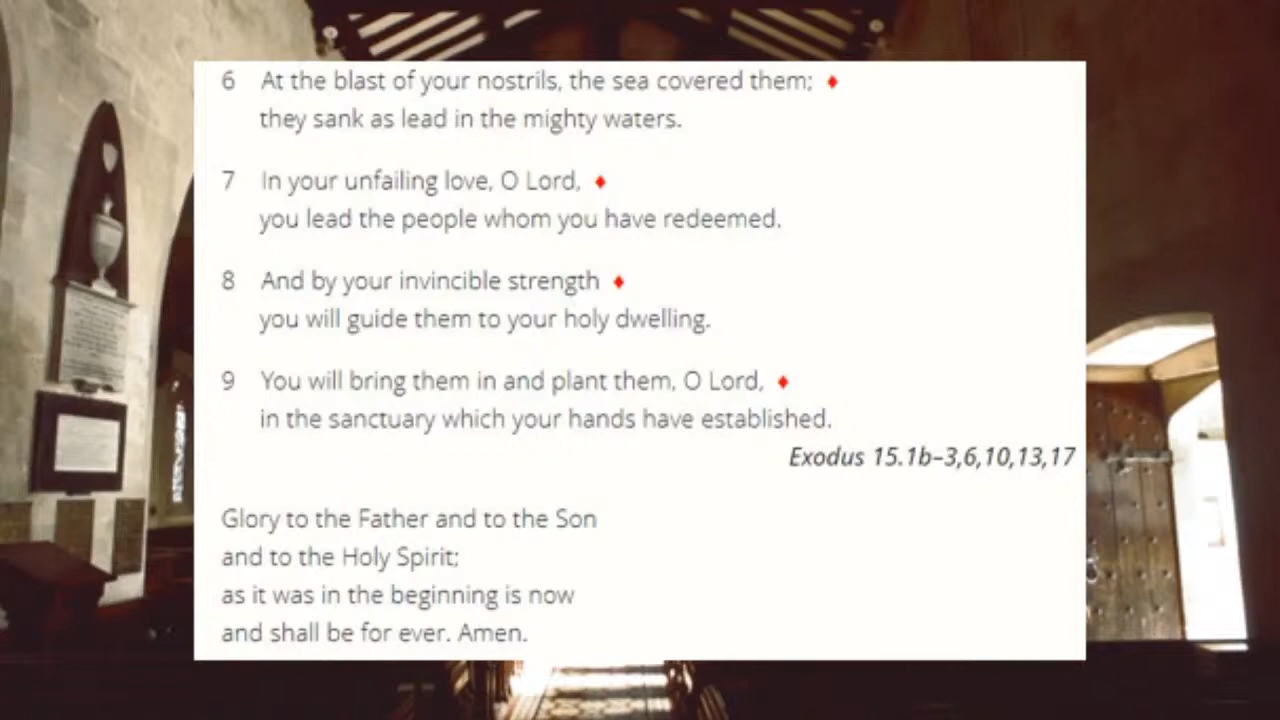 6 At the blast of your nostrils, the sea covered them; ♦
they sank as lead in the mighty waters.
7 In your unfailing love, O Lord, ♦
you lead the people whom you have redeemed.
8 And by your invincible strength ♦
you will guide them to your holy dwelling.
9 You will bring them in and plant them, O Lord, ♦
in the sanctuary which your hands have established.
Exodus 15.1b–3,6,10,13,17
Glory to the Father and to the Son
and to the Holy Spirit;
as it was in the beginning is now
and shall be for ever. Amen.